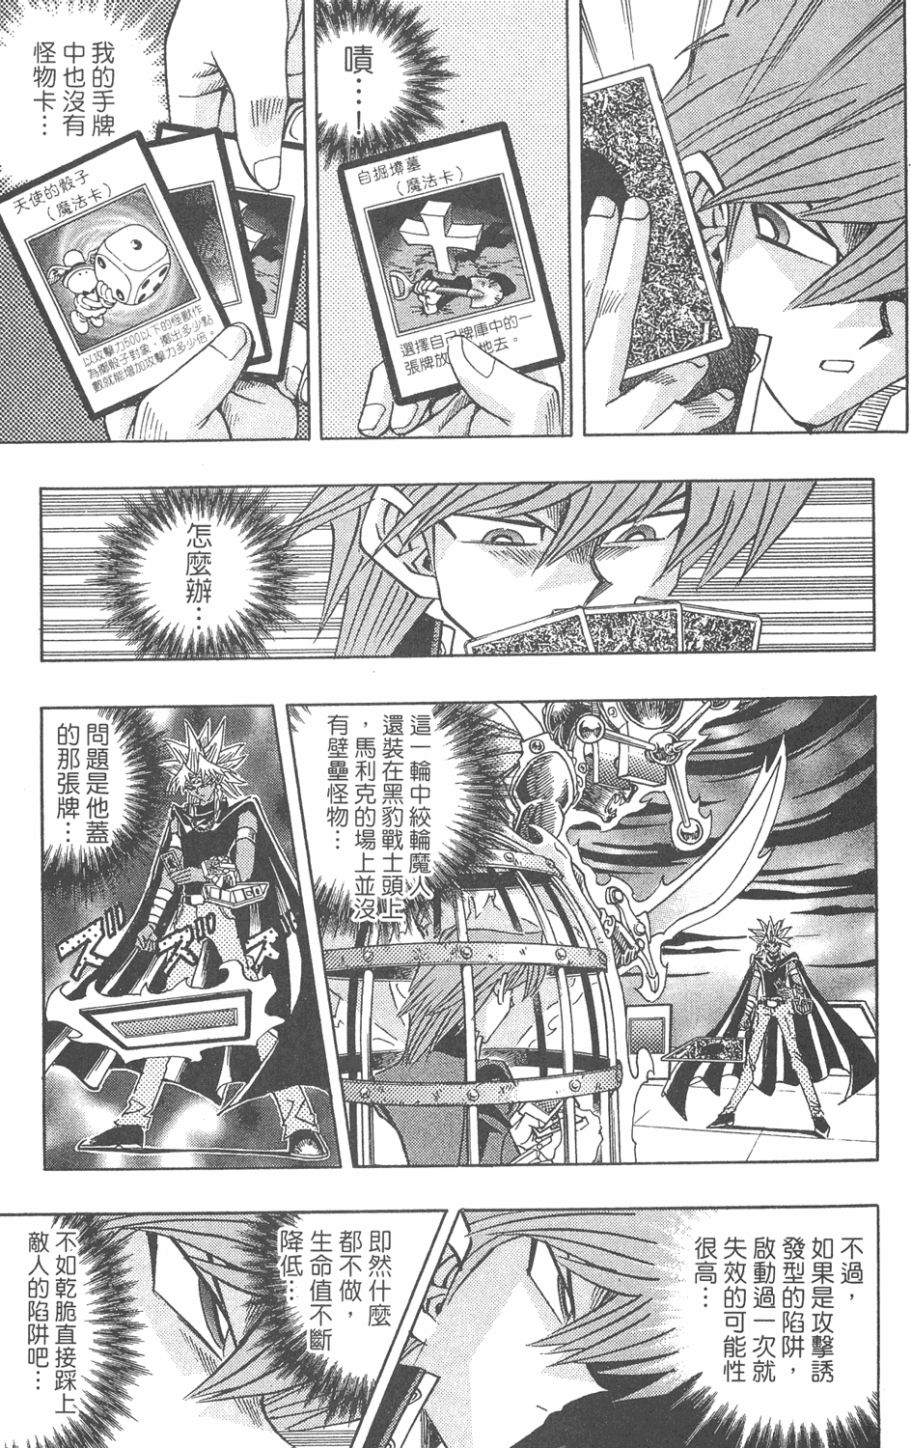 嘖…！
自掘墳墓
（魔法卡）
選擇自己牌庫中的一
張牌放
地去。
我的手牌
中也沒有
怪物卡…
天使的骰子
（魔法卡）
以攻擊力500以下的怪獸作
為擲骰子對象。擲出多少點
數就能增加攻擊力多少倍。
怎麼辦…
這一輪中絞輪魔人
還裝在黑豹戰士頭上
，馬利克的場上並沒
有壁壘怪物…
問題是他蓋
的那張牌…
ズズズ
不過，
如果是攻擊誘
發型的陷阱，
啟動過一次就
失效的可能性
很高…
即然什麼
都不做，
生命值不斷
降低…
不如乾脆直接踩上
敵人的陷阱吧…